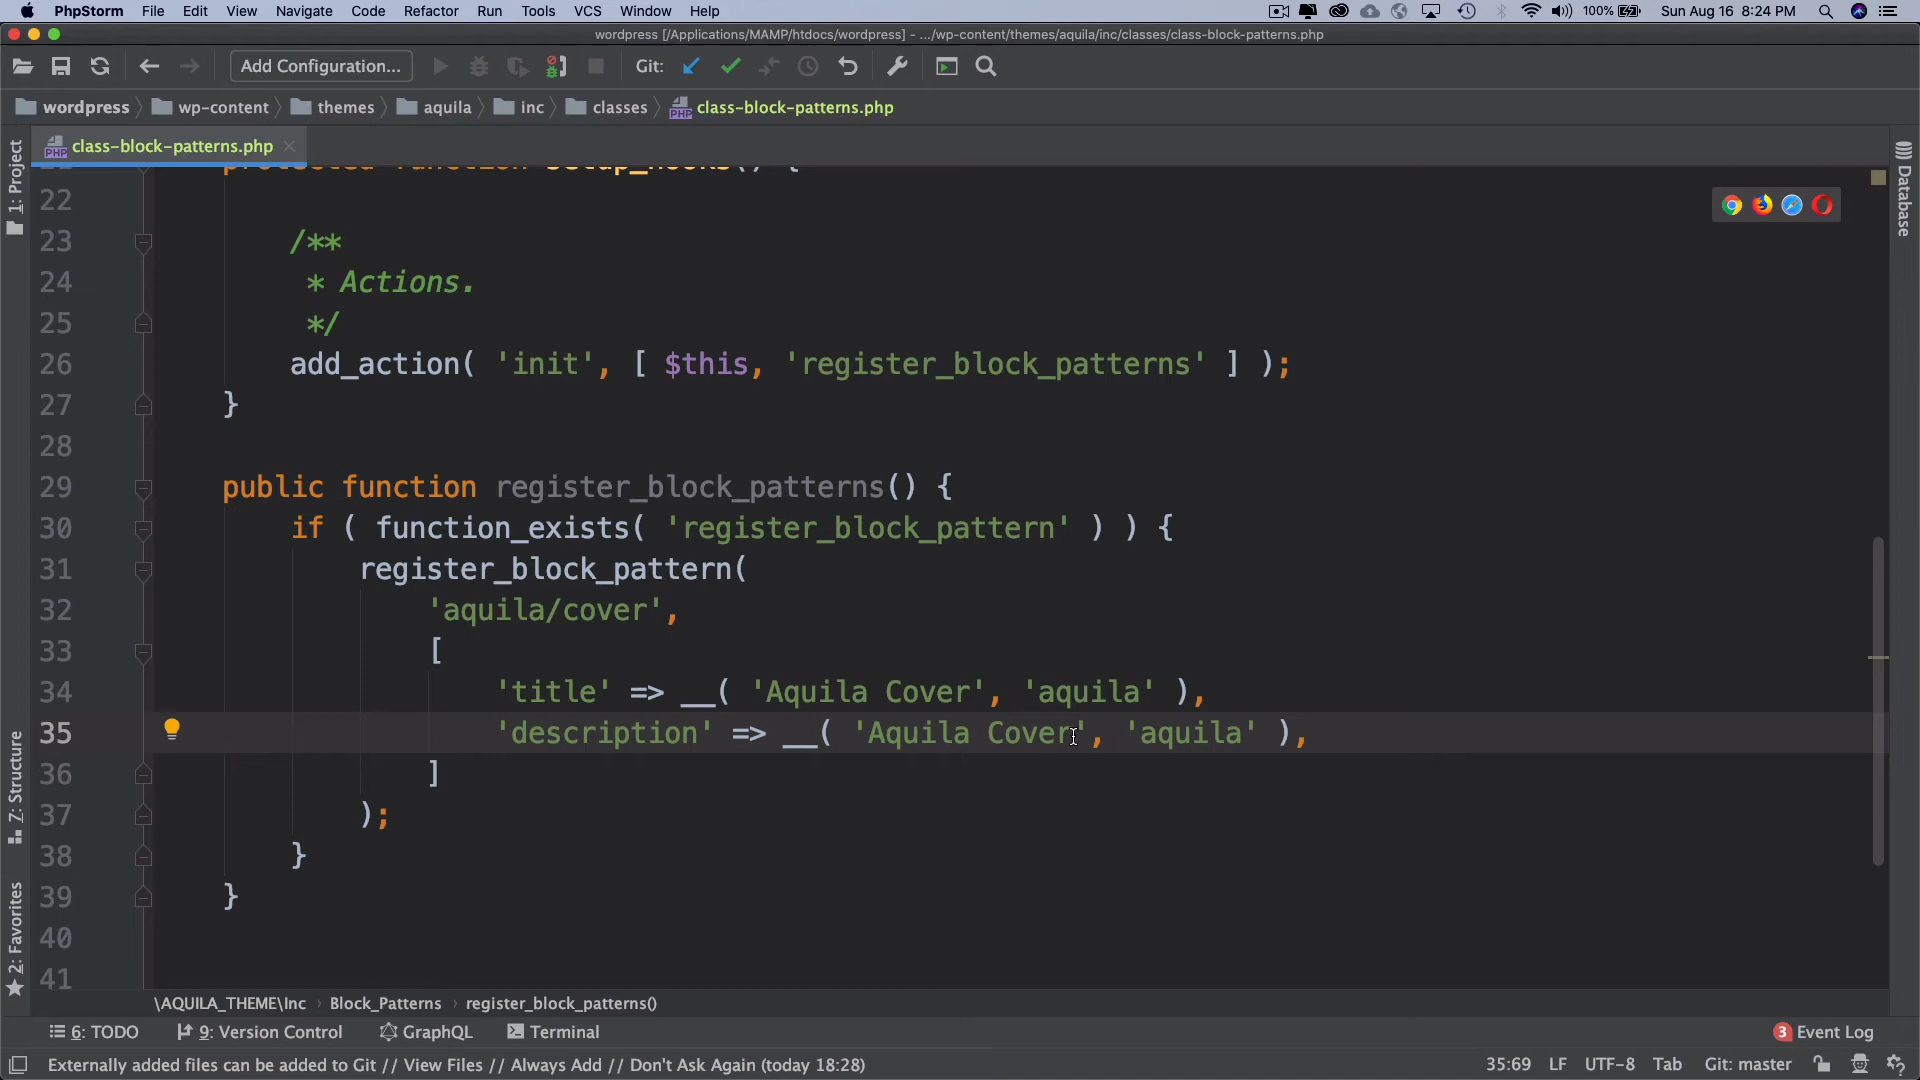 PhpStorm File Edit View Navigate Code Refactor Run Tools VCS Window Help 100% Sun Aug 16 8:24 PM
wordpress [/Applications/MAMP/htdocs/wordpress] - .../wp-content/themes/aquila/inc/classes/class-block-patterns.php
Add Configuration... Git:
wordpress wp-content themes aquila inc classes class-block-patterns.php
class-block-patterns.php
1: Project
Database
22
23 /**
24 * Actions.
25 */
26 add_action( 'init', [ $this, 'register_block_patterns' ] );
27 }
28
29 public function register_block_patterns() {
30 if ( function_exists( 'register_block_pattern' ) ) {
31 register_block_pattern(
32 'aquila/cover',
33 [
34 'title' => __( 'Aquila Cover', 'aquila' ),
35 'description' => __( 'Aquila Cover', 'aquila' ),
36 ]
37 );
38 }
39 }
40
41
7: Structure
2: Favorites
\AQUILA_THEME\Inc Block_Patterns register_block_patterns()
6: TODO 9: Version Control GraphQL Terminal 3 Event Log
Externally added files can be added to Git // View Files // Always Add // Don't Ask Again (today 18:28) 35:69 LF UTF-8 Tab Git: master